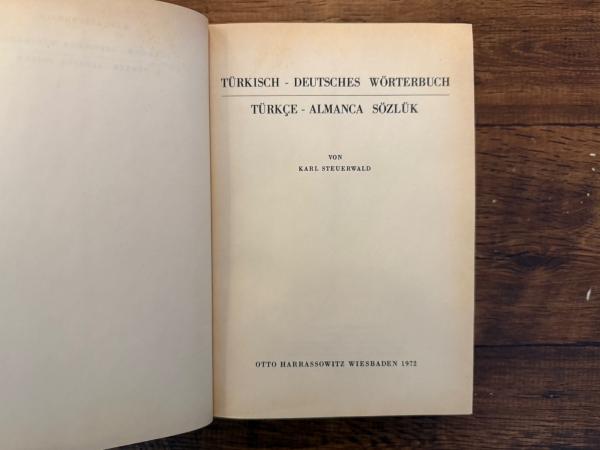 TÜRKISCH - DEUTSCHES WÖRTERBUCH
TÜRKÇE - ALMANCA SÖZLÜK
VON
KARL STEUERWALD
OTTO HARRASSOWITZ WIESBADEN 1972